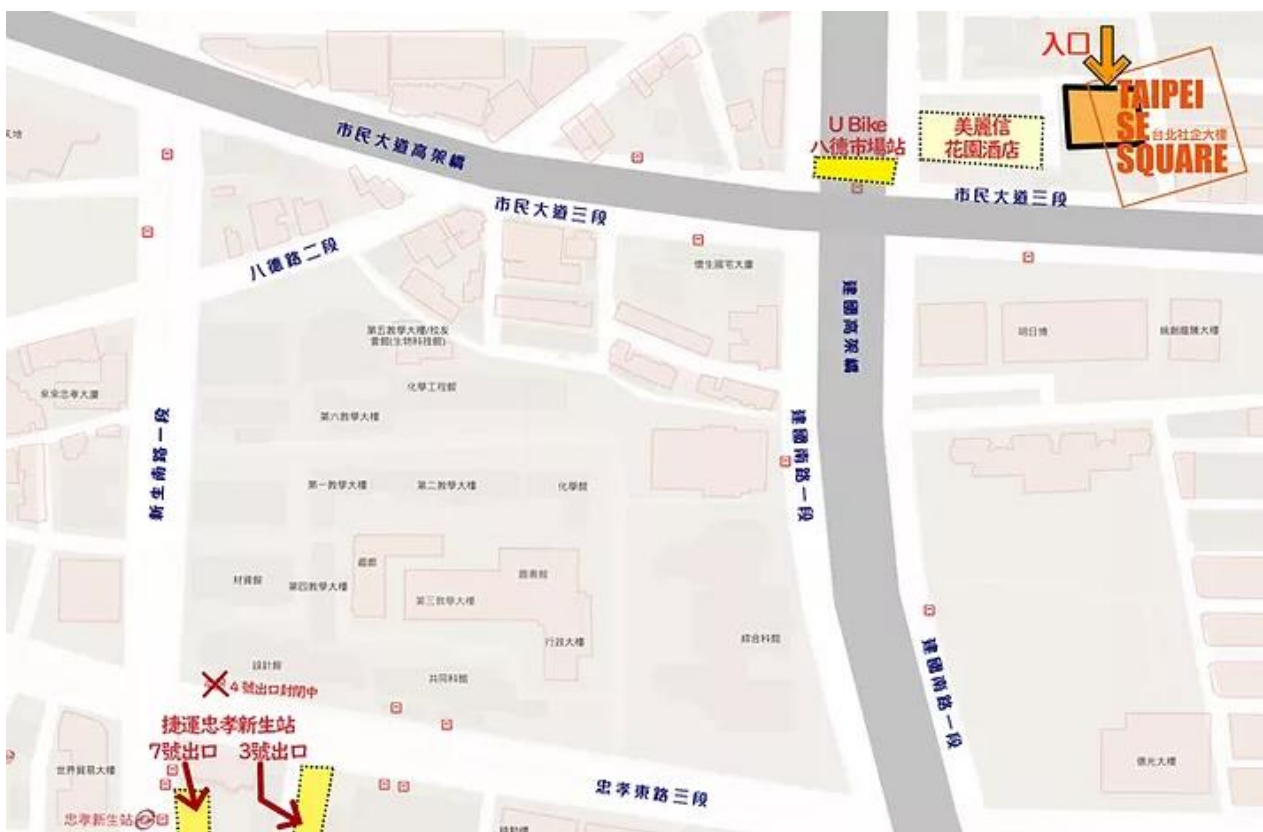 入口
TAIPEI
SE 台北社企大樓
SQUARE
U Bike
八德市場站
美麗信
花園酒店
市民大道高架橋
市民大道三段
市民大道三段
八德路二段
懷生國宅大廈
建國高架橋
第五教學大樓/校友
會館(生物科技館)
明日博
化學工程館
第六教學大樓
新生南路一段
建國南路一段
第一教學大樓
第二教學大樓
化學館
材資館
第四教學大樓
圖書館
第三教學大樓
行政大樓
綜合科館
設計館
共同科館
4 號出口封閉中
捷運忠孝新生站
7號出口
3號出口
建國南路一段
世界貿易大樓
忠孝東路三段
億光大樓
忠孝新生站